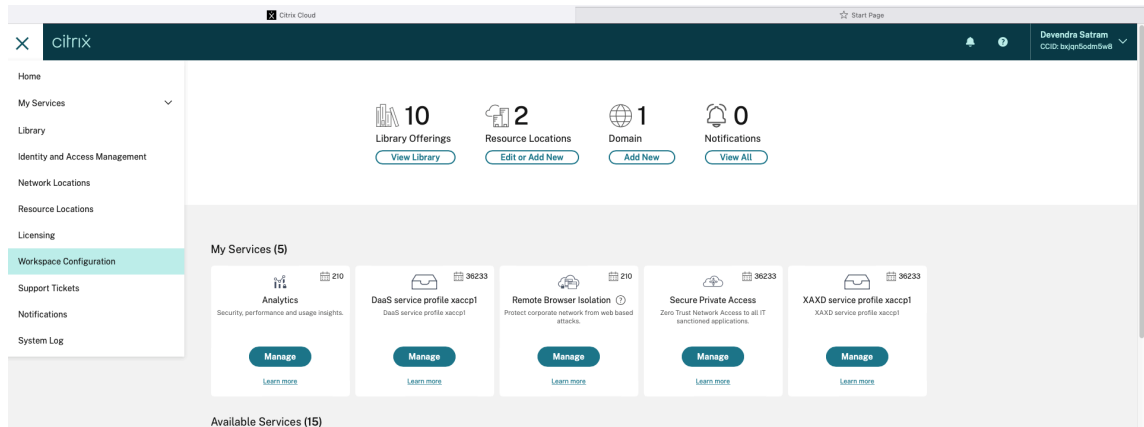 Citrix Cloud
Start Page
citrix
Devendra Satram
CCID: bxjqn5odm5w8
Home
My Services
Library
Identity and Access Management
Network Locations
Resource Locations
Licensing
Workspace Configuration
Support Tickets
Notifications
System Log
10
Library Offerings
View Library
2
Resource Locations
Edit or Add New
1
Domain
Add New
0
Notifications
View All
My Services (5)
210
Analytics
Security, performance and usage insights.
Manage
Learn more
36233
DaaS service profile xaccp1
DaaS service profile xaccp1
Manage
Learn more
210
Remote Browser Isolation ?
Protect corporate network from web based
attacks.
Manage
Learn more
36233
Secure Private Access
Zero Trust Network Access to all IT
sanctioned applications.
Manage
Learn more
36233
XAXD service profile xaccp1
XAXD service profile xaccp1
Manage
Learn more
Available Services (15)